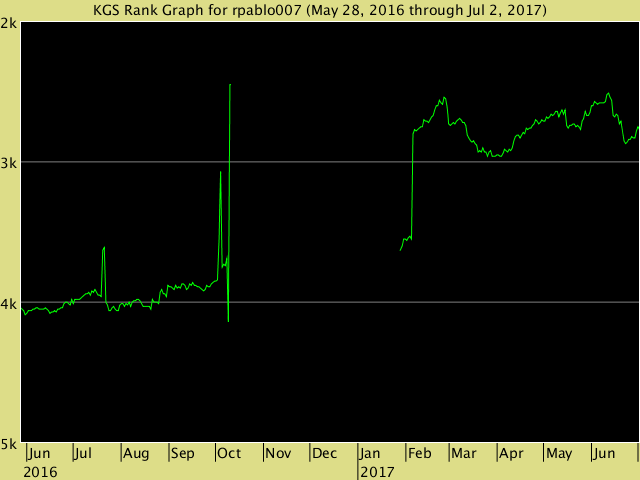 KGS Rank Graph for rpablo007 (May 28, 2016 through Jul 2, 2017)
2k
3k
4k
5k
Jun Jul Aug Sep Oct Nov Dec Jan Feb Mar Apr May Jun
2016 2017